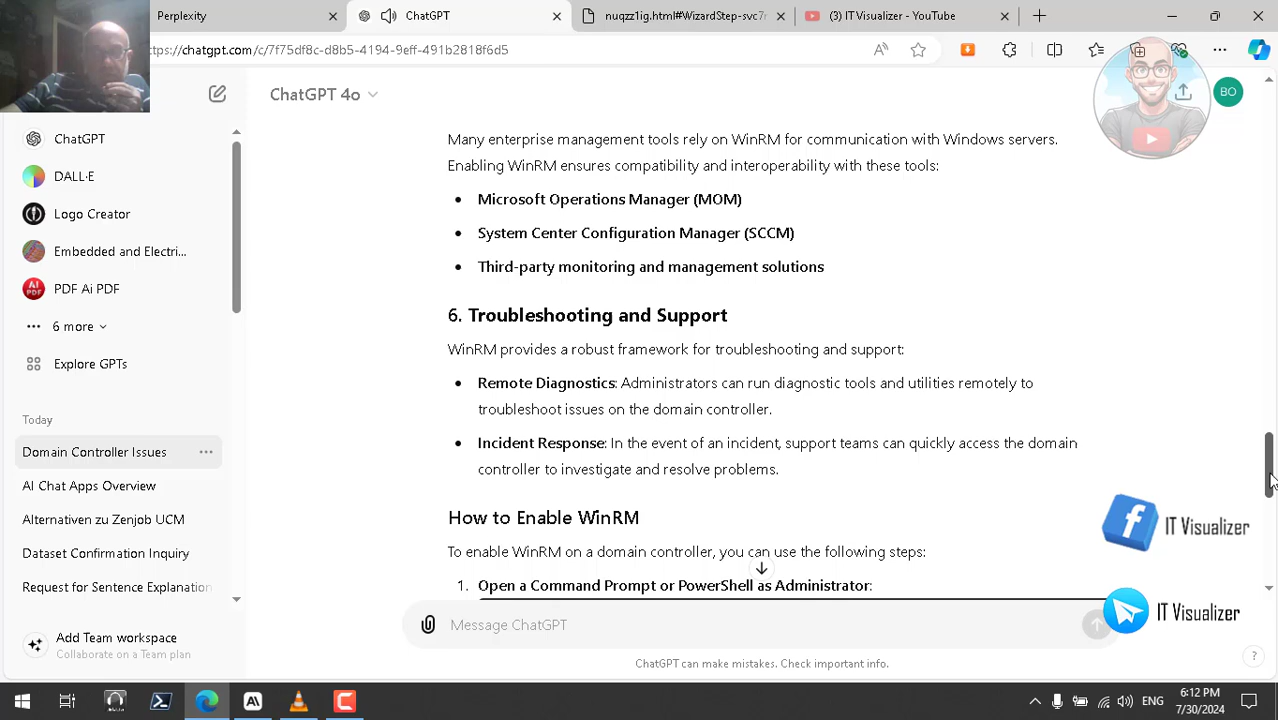 Perplexity
ChatGPT
nuqzz1ig.html#WizardStep-svc7
(3) IT Visualizer - YouTube
ttps://chatgpt.com/c/7f75df8c-d8b5-4194-9eff-491b2818f6d5
ChatGPT 4o
BO
ChatGPT
DALL·E
Logo Creator
Embedded and Electri...
PDF Ai PDF
6 more
Explore GPTs
Today
Domain Controller Issues
AI Chat Apps Overview
Alternativen zu Zenjob UCM
Dataset Confirmation Inquiry
Request for Sentence Explanation
Add Team workspace
Collaborate on a Team plan
Many enterprise management tools rely on WinRM for communication with Windows servers.
Enabling WinRM ensures compatibility and interoperability with these tools:
• Microsoft Operations Manager (MOM)
• System Center Configuration Manager (SCCM)
• Third-party monitoring and management solutions
6. Troubleshooting and Support
WinRM provides a robust framework for troubleshooting and support:
• Remote Diagnostics: Administrators can run diagnostic tools and utilities remotely to
troubleshoot issues on the domain controller.
• Incident Response: In the event of an incident, support teams can quickly access the domain
controller to investigate and resolve problems.
How to Enable WinRM
To enable WinRM on a domain controller, you can use the following steps:
1. Open a Command Prompt or PowerShell as Administrator:
Message ChatGPT
ChatGPT can make mistakes. Check important info.
IT Visualizer
IT Visualizer
?
ENG
6:12 PM
7/30/2024